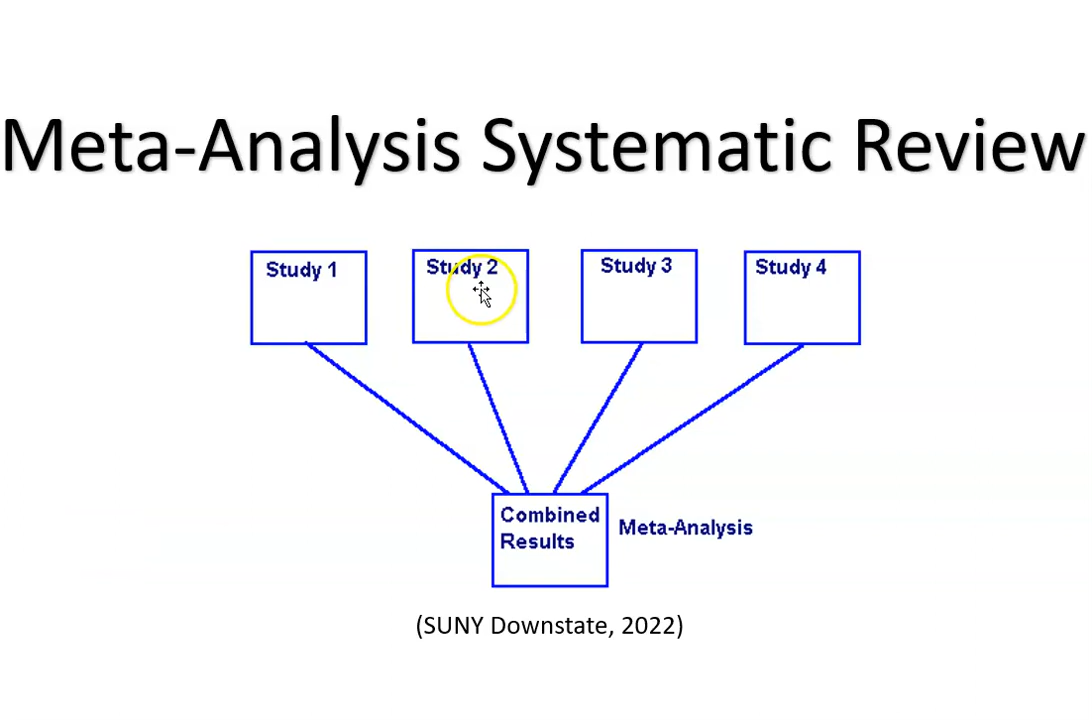 Meta-Analysis Systematic Review
Study 1
Study 2
Study 3
Study 4
Combined
Results
Meta-Analysis
(SUNY Downstate, 2022)